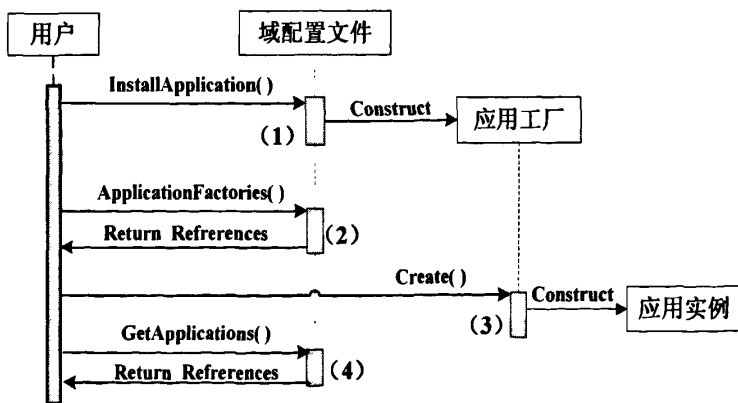 用户
域配置文件
InstallApplication( )
Construct
应用工厂
(1)
ApplicationFactories( )
Return Refrerences
(2)
Create( )
Construct
应用实例
(3)
GetApplications( )
Return Refrerences
(4)